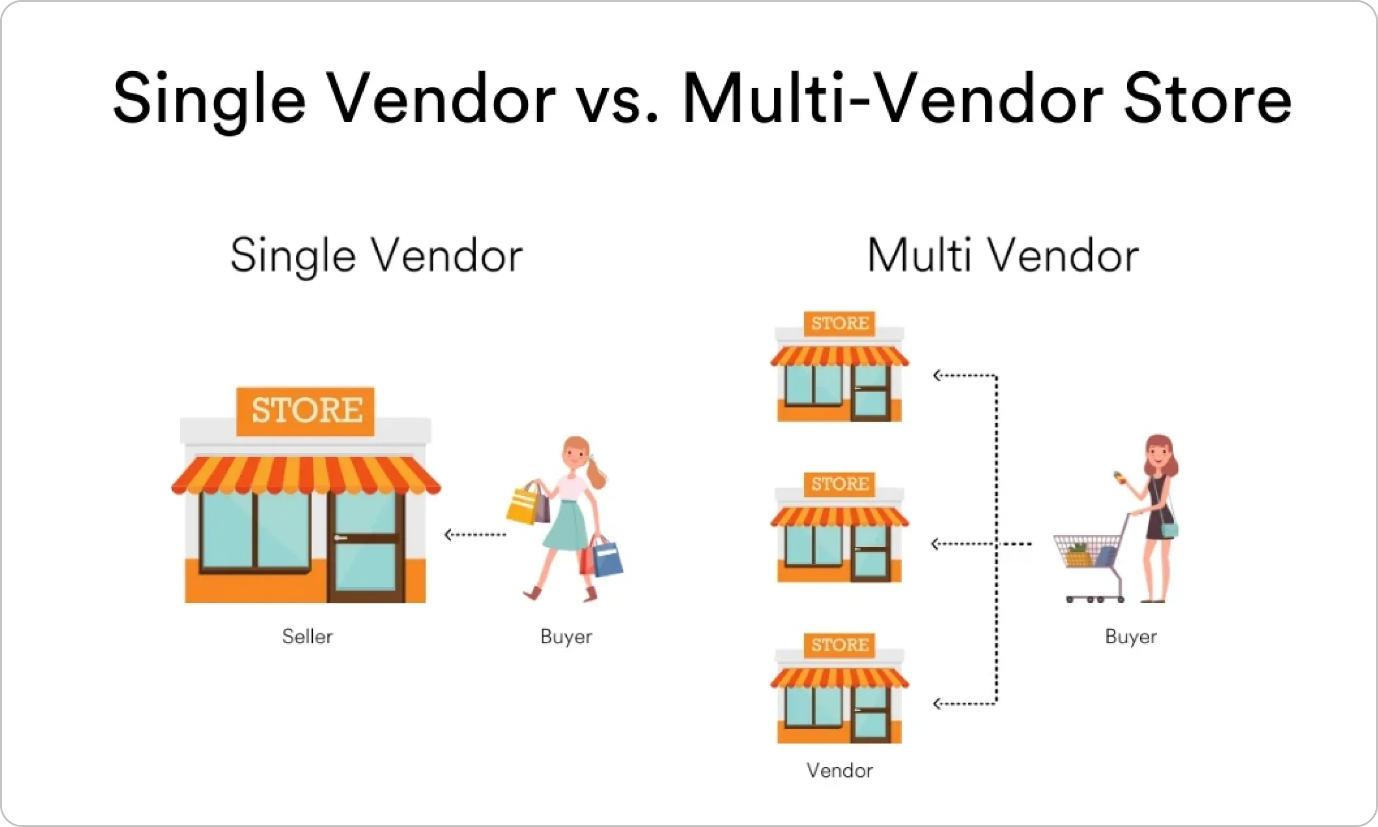 Single Vendor vs. Multi-Vendor Store
Single Vendor
STORE
Seller
Buyer
Multi Vendor
STORE
STORE
STORE
Vendor
Buyer